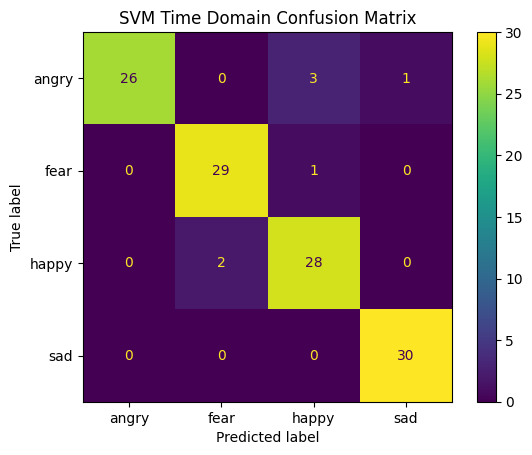 SVM Time Domain Confusion Matrix
True label
angry 26 0 3 1
fear 0 29 1 0
happy 0 2 28 0
sad 0 0 0 30
angry fear happy sad
Predicted label
30
25
20
15
10
5
0